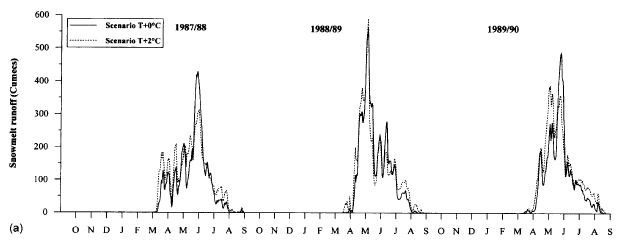 600
500
400
300
200
100
0
Snowmelt runoff (Cumecs)
Scenario T+0°C
Scenario T+2°C
1987/88
1988/89
1989/90
(a)
O N D J F M A M J J A S O N D J F M A M J J A S O N D J F M A M J J A S